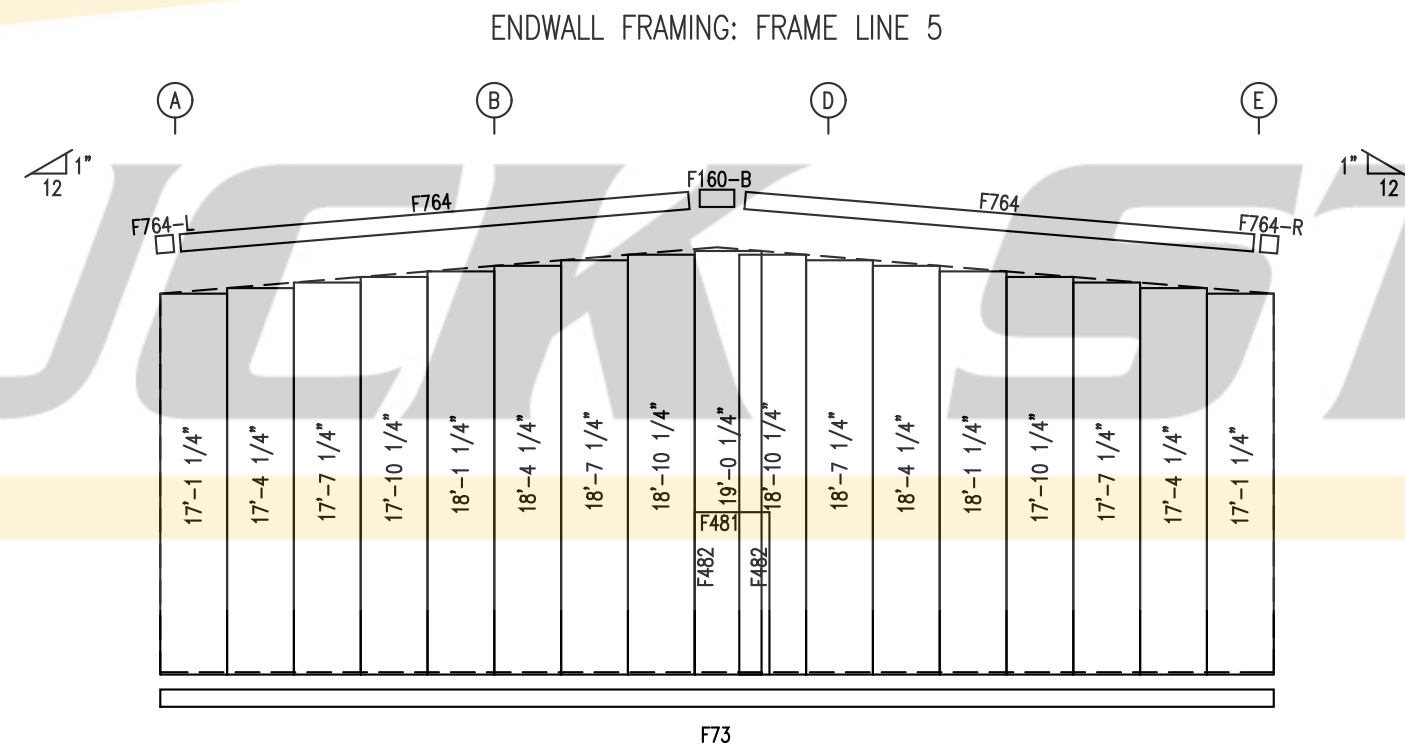 ENDWALL FRAMING: FRAME LINE 5
A
B
D
E
1"
12
1"
12
F764-L
F764
F160-B
F764
F764-R
17'-1 1/4"
17'-4 1/4"
17'-7 1/4"
17'-10 1/4"
18'-1 1/4"
18'-4 1/4"
18'-7 1/4"
18'-10 1/4"
19'-0 1/4"
18'-10 1/4"
18'-7 1/4"
18'-4 1/4"
18'-1 1/4"
17'-10 1/4"
17'-7 1/4"
17'-4 1/4"
17'-1 1/4"
F481
F482
F482
F73
UCK ST